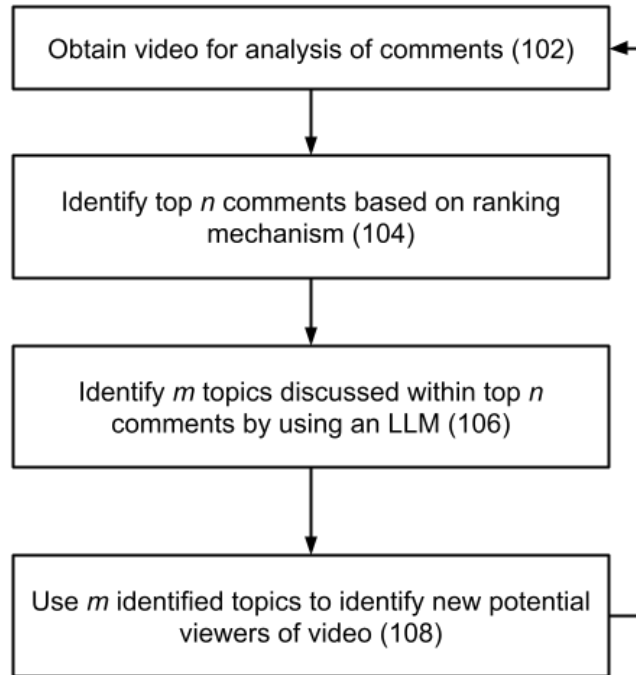 Obtain video for analysis of comments (102)
Identify top n comments based on ranking
mechanism (104)
Identify m topics discussed within top n
comments by using an LLM (106)
Use m identified topics to identify new potential
viewers of video (108)